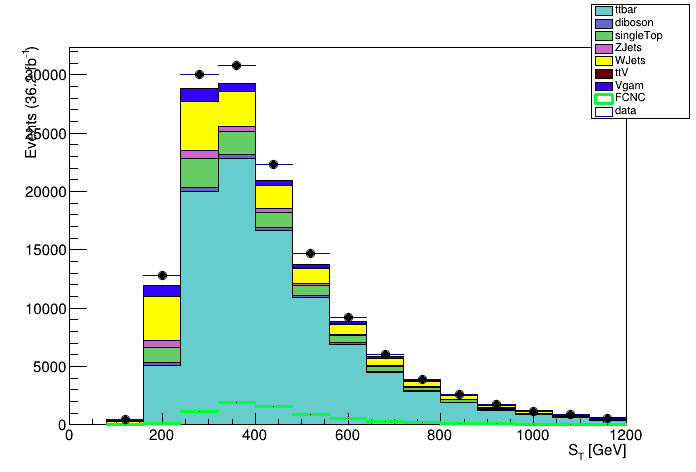 ttbar
diboson
singleTop
ZJets
WJets
ttV
Vgam
FCNC
data
Events (36.2 fb⁻¹)
30000
25000
20000
15000
10000
5000
0
0 200 400 600 800 1000 1200
S_T [GeV]